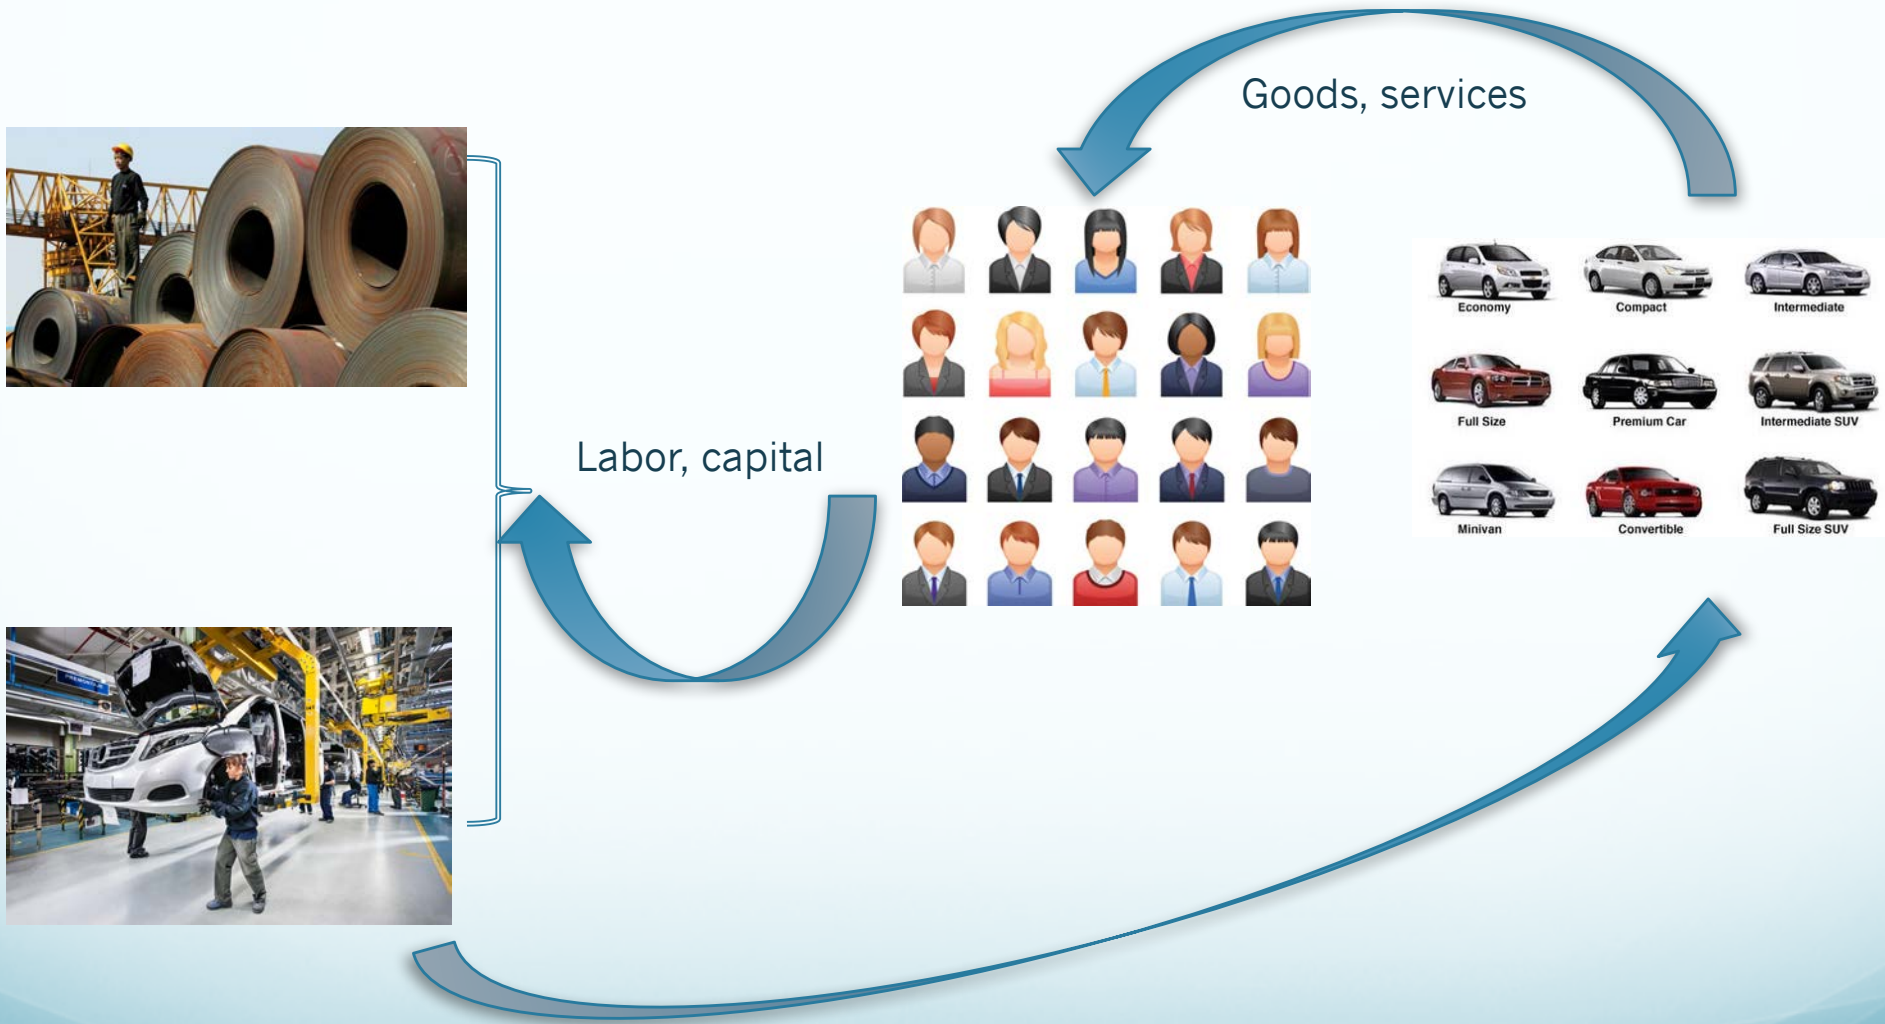 Goods, services
Economy
Compact
Intermediate
Full Size
Premium Car
Intermediate SUV
Labor, capital
Minivan
Convertible
Full Size SUV